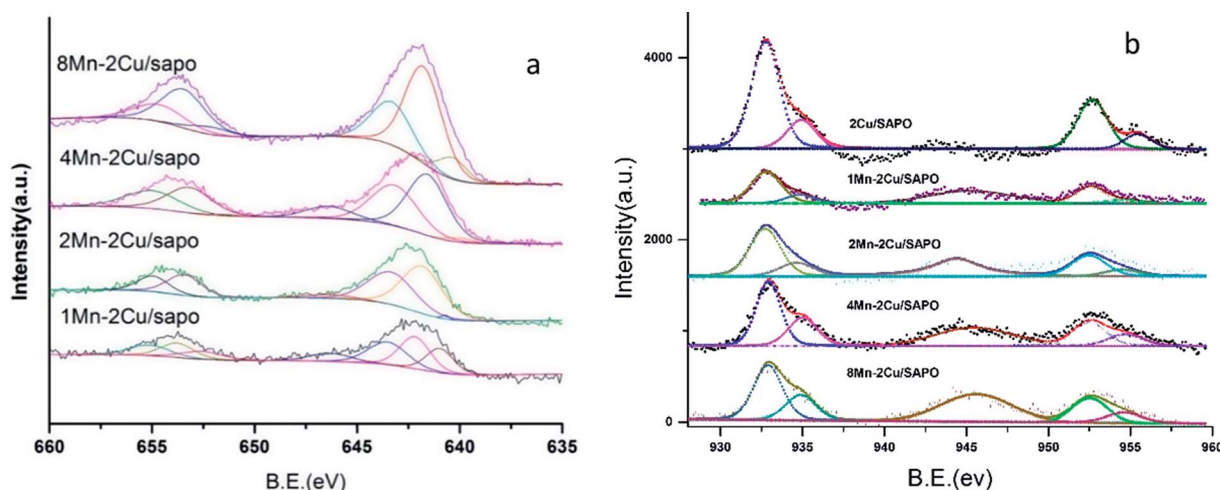 a
8Mn-2Cu/sapo
4Mn-2Cu/sapo
2Mn-2Cu/sapo
1Mn-2Cu/sapo
Intensity(a.u.)
660 655 650 645 640 635
B.E.(eV)
b
4000
2000
0
Intensity(a.u.)
2Cu/SAPO
1Mn-2Cu/SAPO
2Mn-2Cu/SAPO
4Mn-2Cu/SAPO
8Mn-2Cu/SAPO
930 935 940 945 950 955 960
B.E.(ev)